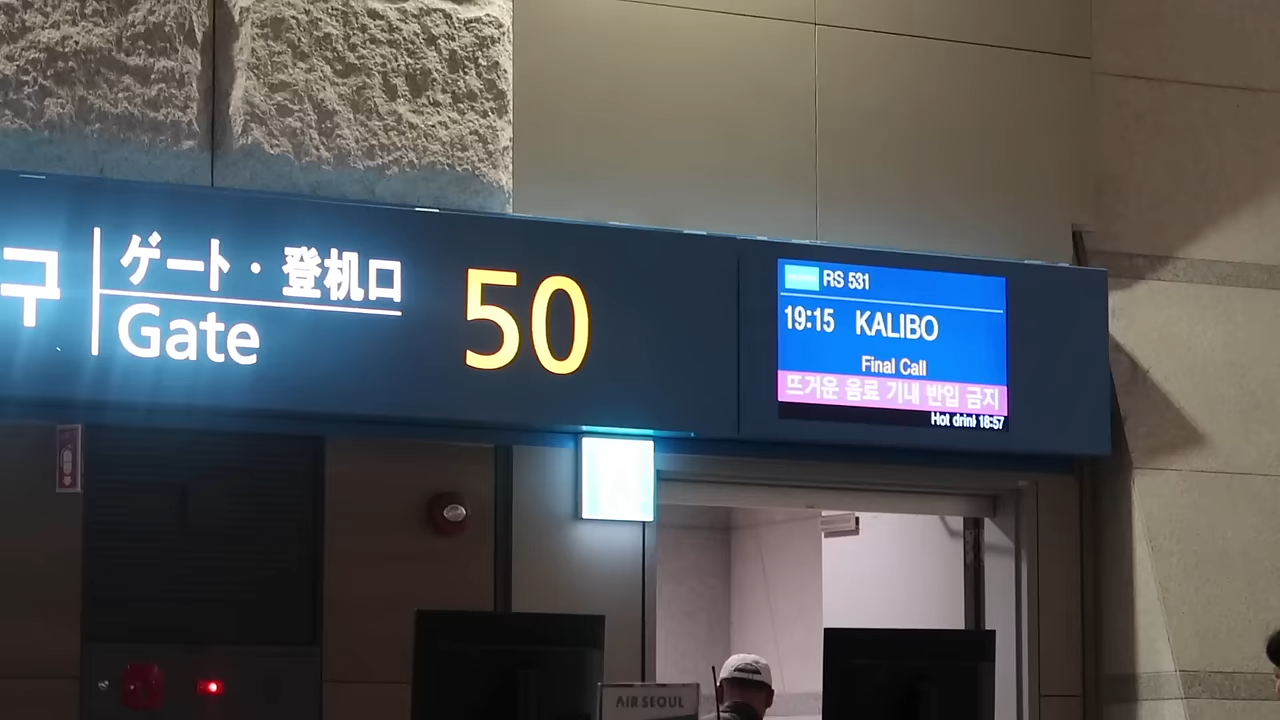 구
ゲート · 登机口
Gate
50
RS 531
19:15 KALIBO
Final Call
뜨거운 음료 기내 반입 금지
Hot drin 18:57
AIR SEOUL